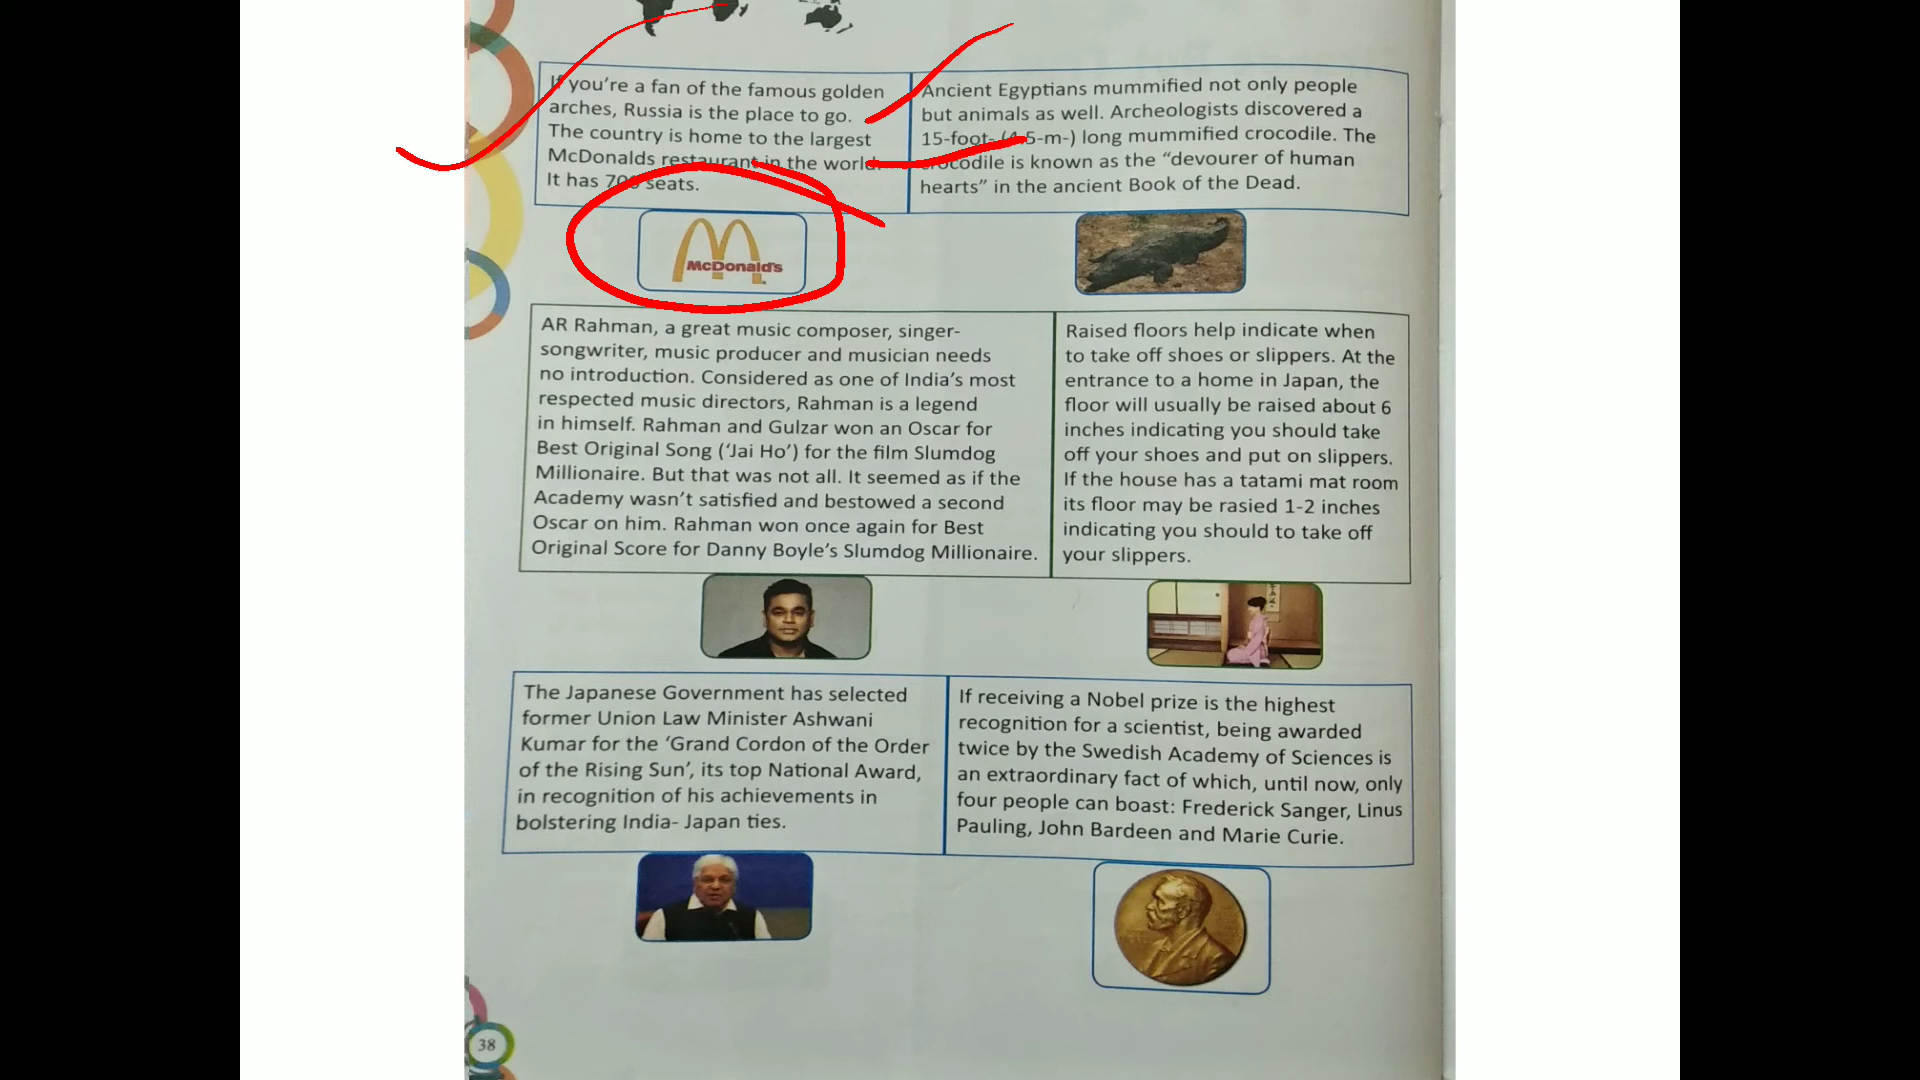 If you're a fan of the famous golden
arches, Russia is the place to go.
The country is home to the largest
McDonalds restaurant in the world.
It has 700 seats.
Ancient Egyptians mummified not only people
but animals as well. Archeologists discovered a
15-foot- (4.5-m-) long mummified crocodile. The
crocodile is known as the “devourer of human
hearts” in the ancient Book of the Dead.
McDonald's
AR Rahman, a great music composer, singer-
songwriter, music producer and musician needs
no introduction. Considered as one of India's most
respected music directors, Rahman is a legend
in himself. Rahman and Gulzar won an Oscar for
Best Original Song (‘Jai Ho’) for the film Slumdog
Millionaire. But that was not all. It seemed as if the
Academy wasn't satisfied and bestowed a second
Oscar on him. Rahman won once again for Best
Original Score for Danny Boyle's Slumdog Millionaire.
Raised floors help indicate when
to take off shoes or slippers. At the
entrance to a home in Japan, the
floor will usually be raised about 6
inches indicating you should take
off your shoes and put on slippers.
If the house has a tatami mat room
its floor may be rasied 1-2 inches
indicating you should to take off
your slippers.
The Japanese Government has selected
former Union Law Minister Ashwani
Kumar for the ‘Grand Cordon of the Order
of the Rising Sun’, its top National Award,
in recognition of his achievements in
bolstering India- Japan ties.
If receiving a Nobel prize is the highest
recognition for a scientist, being awarded
twice by the Swedish Academy of Sciences is
an extraordinary fact of which, until now, only
four people can boast: Frederick Sanger, Linus
Pauling, John Bardeen and Marie Curie.
38